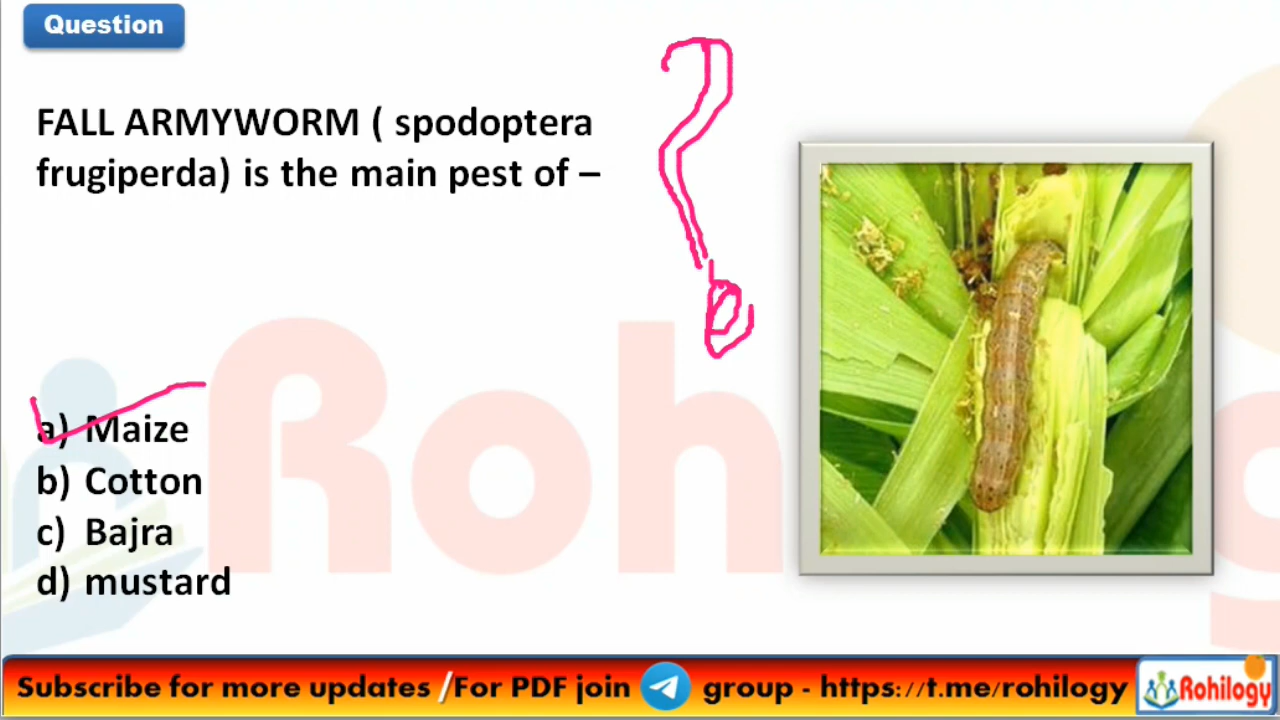 Question
FALL ARMYWORM ( spodoptera
frugiperda) is the main pest of –
a) Maize
b) Cotton
c) Bajra
d) mustard
Rohilog
Subscribe for more updates /For PDF join group - https://t.me/rohilogy
Rohilogy